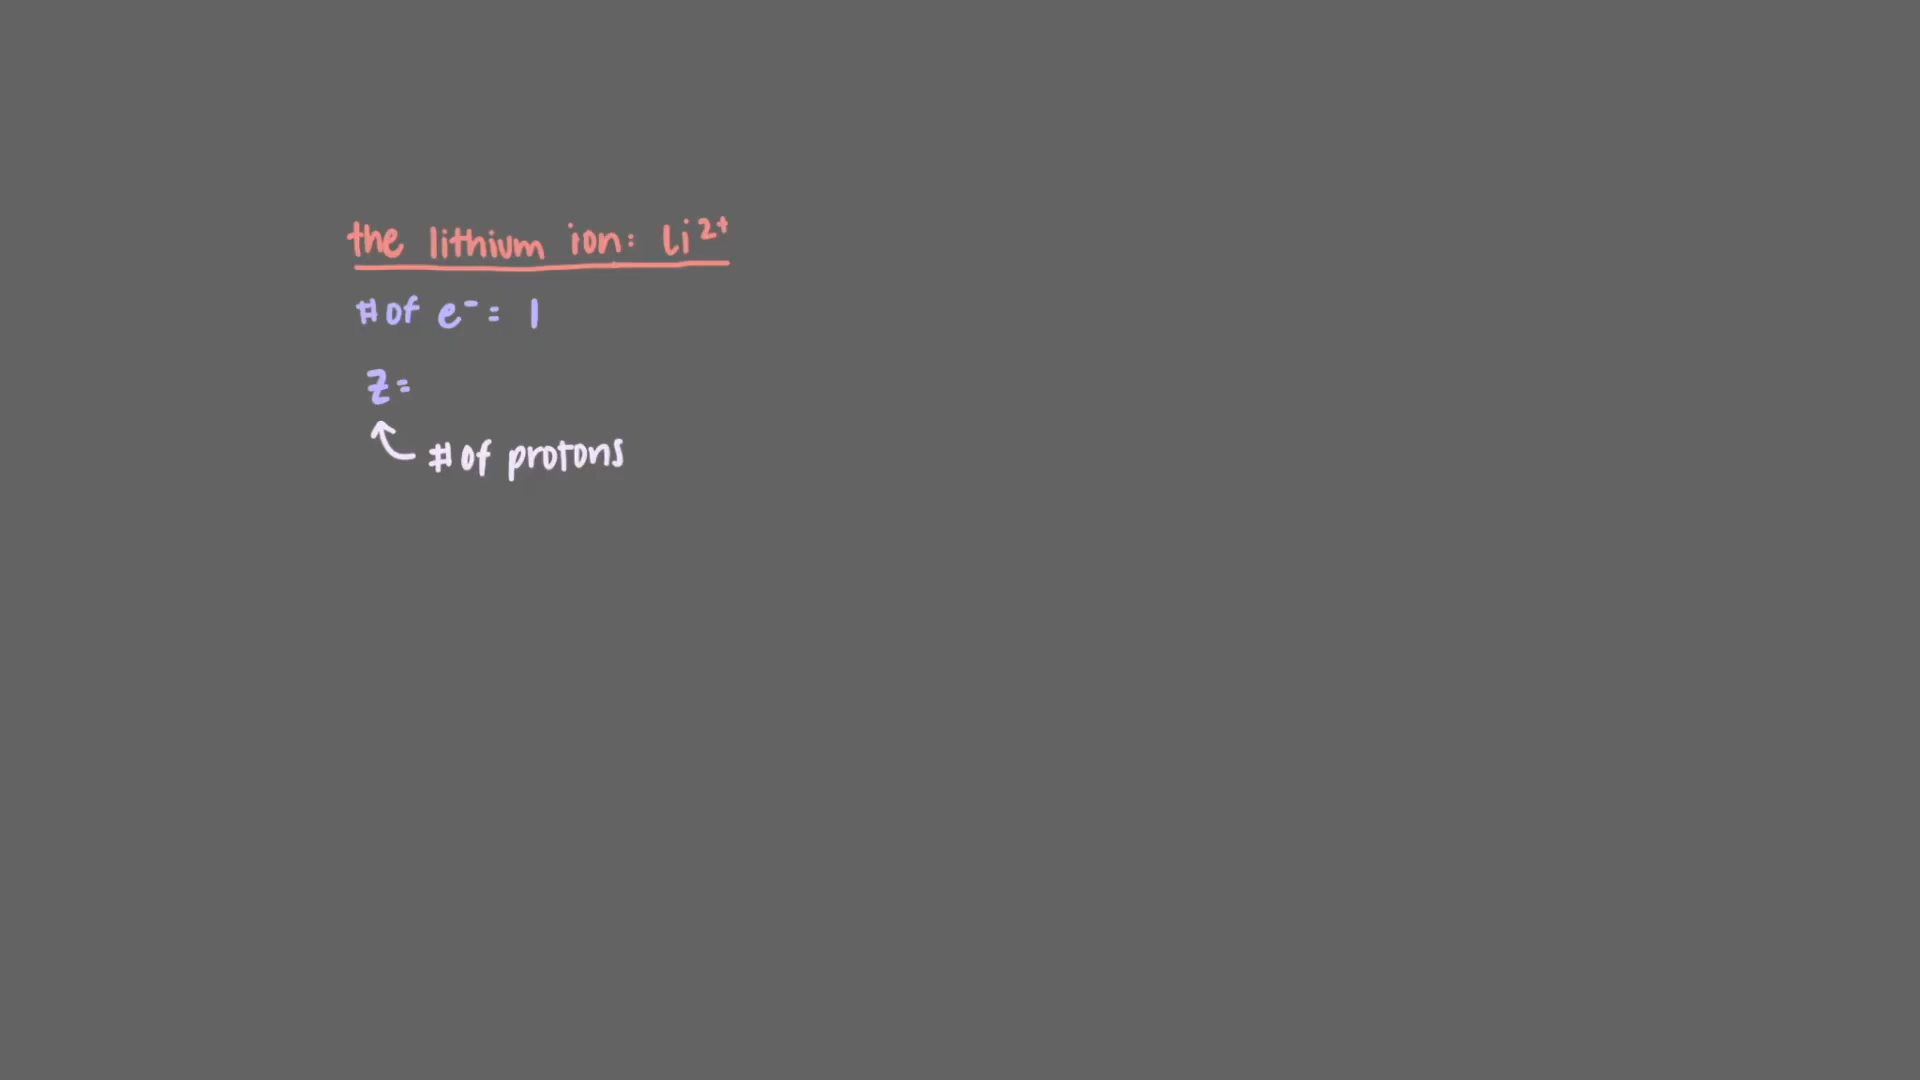 the lithium ion: Li²⁺
# of e⁻ = 1
Z =
# of protons